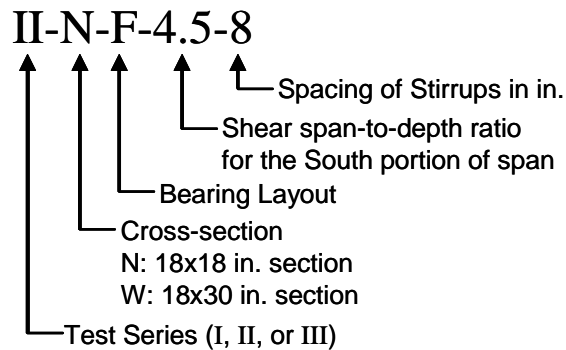 II-N-F-4.5-8
Spacing of Stirrups in in.
Shear span-to-depth ratio
for the South portion of span
Bearing Layout
Cross-section
N: 18x18 in. section
W: 18x30 in. section
Test Series (I, II, or III)